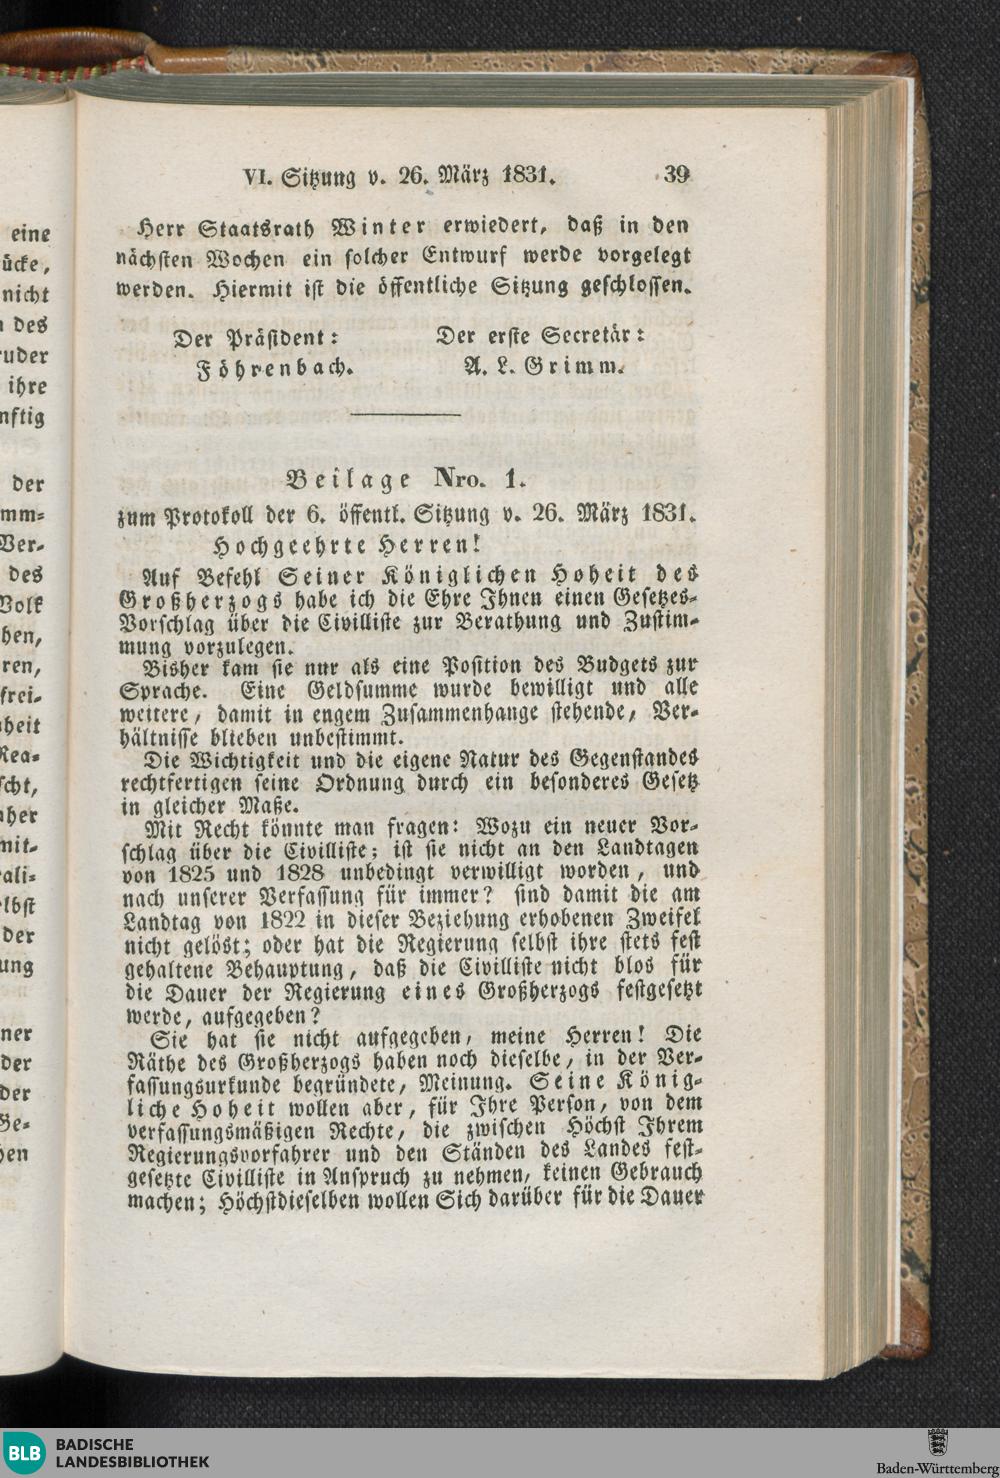 VI. Sitzung v. 26. März 1831. 39
Herr Staatsrath Winter erwiedert, daß in den
nächsten Wochen ein solcher Entwurf werde vorgelegt
werden. Hiermit ist die öffentliche Sitzung geschlossen.
Der Präsident: Der erste Secretär:
Föhrenbach. A. L. Grimm.
Beilage Nro. 1.
zum Protokoll der 6. öffentl. Sitzung v. 26. März 1831.
Hochgeehrte Herren!
Auf Befehl Seiner Königlichen Hoheit des
Großherzogs habe ich die Ehre Ihnen einen Gesetzes-
Vorschlag über die Civilliste zur Berathung und Zustim-
mung vorzulegen.
Bisher kam sie nur als eine Position des Budgets zur
Sprache. Eine Geldsumme wurde bewilligt und alle
weitere, damit in engem Zusammenhange stehende, Ver-
hältnisse blieben unbestimmt.
Die Wichtigkeit und die eigene Natur des Gegenstandes
rechtfertigen seine Ordnung durch ein besonderes Gesetz
in gleicher Maße.
Mit Recht könnte man fragen: Wozu ein neuer Vor-
schlag über die Civilliste; ist sie nicht an den Landtagen
von 1825 und 1828 unbedingt verwilligt worden, und
nach unserer Verfassung für immer? sind damit die am
Landtag von 1822 in dieser Beziehung erhobenen Zweifel
nicht gelöst; oder hat die Regierung selbst ihre stets fest
gehaltene Behauptung, daß die Civilliste nicht blos für
die Dauer der Regierung eines Großherzogs festgesetzt
werde, aufgegeben?
Sie hat sie nicht aufgegeben, meine Herren! Die
Räthe des Großherzogs haben noch dieselbe, in der Ver-
fassungsurkunde begründete, Meinung. Seine König-
liche Hoheit wollen aber, für Ihre Person, von dem
verfassungsmäßigen Rechte, die zwischen Höchst Ihrem
Regierungsvorfahrer und den Ständen des Landes fest-
gesetzte Civilliste in Anspruch zu nehmen, keinen Gebrauch
machen; Höchstdieselben wollen Sich darüber für die Dauer
BLB BADISCHE
LANDESBIBLIOTHEK
Baden-Württemberg